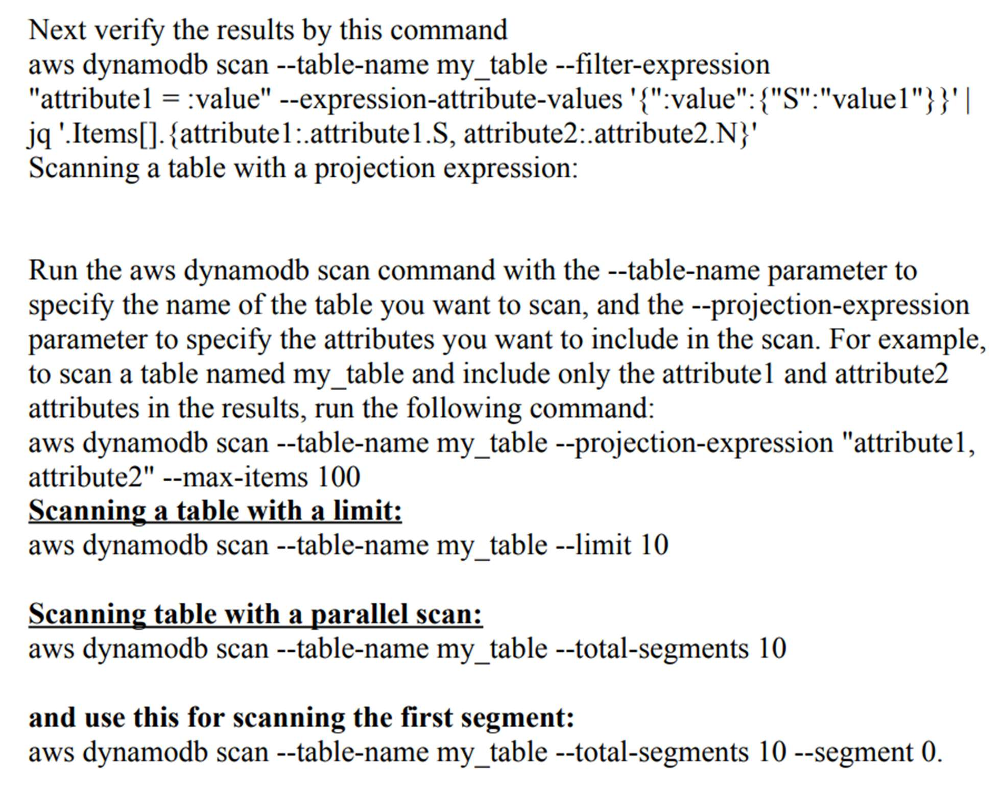 Next verify the results by this command
aws dynamodb scan --table-name my_table --filter-expression
"attribute1 = :value" --expression-attribute-values '{":value":{"S":"value1"}}' |
jq '.Items[].{attribute1:.attribute1.S, attribute2:.attribute2.N}'
Scanning a table with a projection expression:
Run the aws dynamodb scan command with the --table-name parameter to
specify the name of the table you want to scan, and the --projection-expression
parameter to specify the attributes you want to include in the scan. For example,
to scan a table named my_table and include only the attribute1 and attribute2
attributes in the results, run the following command:
aws dynamodb scan --table-name my_table --projection-expression "attribute1,
attribute2" --max-items 100
Scanning a table with a limit:
aws dynamodb scan --table-name my_table --limit 10
Scanning table with a parallel scan:
aws dynamodb scan --table-name my_table --total-segments 10
and use this for scanning the first segment:
aws dynamodb scan --table-name my_table --total-segments 10 --segment 0.